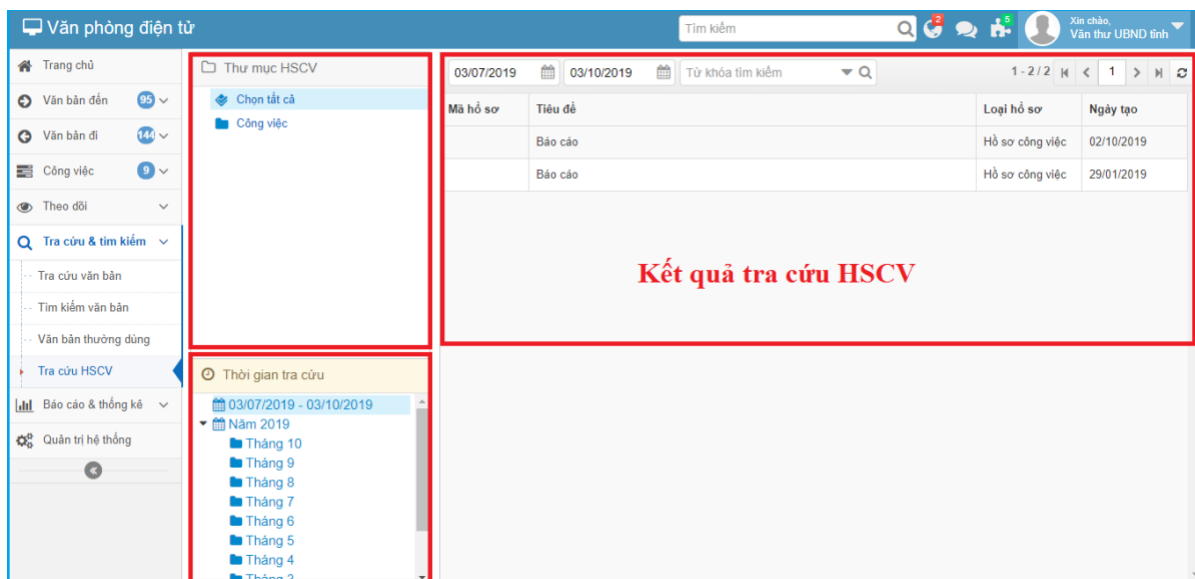 Văn phòng điện tử
Tìm kiếm
2
5
Xin chào,
Văn thư UBND tỉnh
Trang chủ
Văn bản đến 95
Văn bản đi 144
Công việc 9
Theo dõi
Tra cứu & tìm kiếm
Tra cứu văn bản
Tìm kiếm văn bản
Văn bản thường dùng
Tra cứu HSCV
Báo cáo & thống kê
Quản trị hệ thống
Thư mục HSCV
Chọn tất cả
Công việc
Thời gian tra cứu
03/07/2019 - 03/10/2019
Năm 2019
Tháng 10
Tháng 9
Tháng 8
Tháng 7
Tháng 6
Tháng 5
Tháng 4
03/07/2019 03/10/2019 Từ khóa tìm kiếm 1 - 2 / 2 1
Mã hồ sơ Tiêu đề Loại hồ sơ Ngày tạo
Báo cáo Hồ sơ công việc 02/10/2019
Báo cáo Hồ sơ công việc 29/01/2019
Kết quả tra cứu HSCV